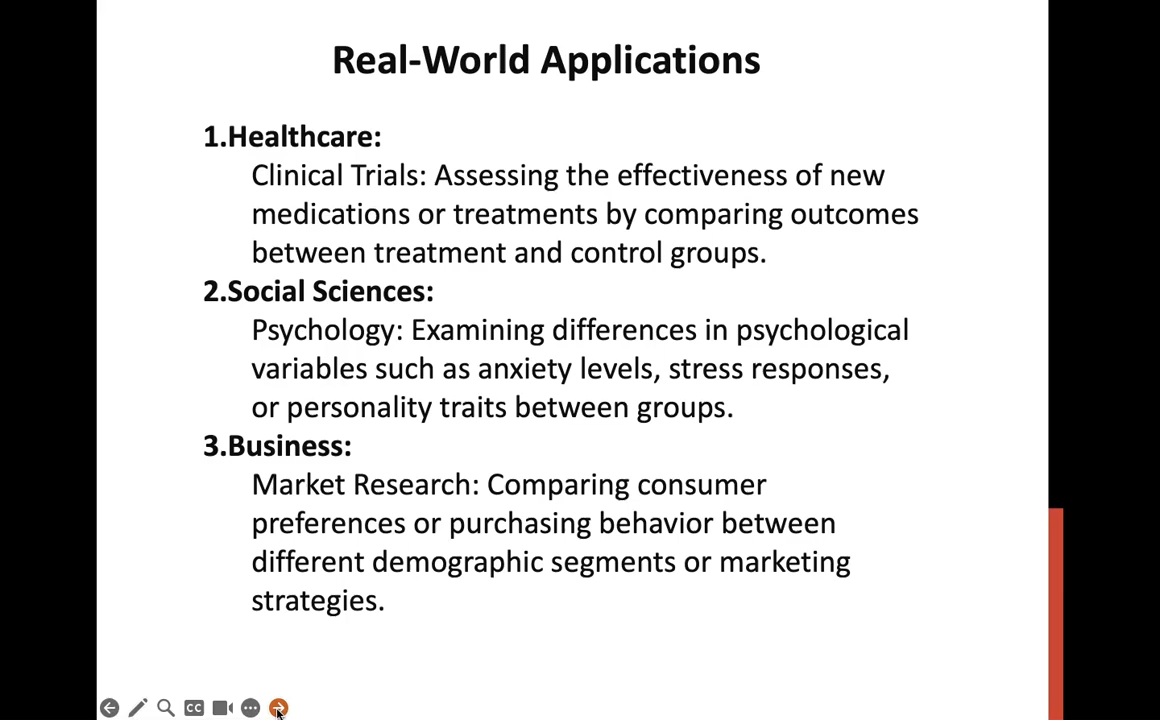 Real-World Applications
1.Healthcare:
Clinical Trials: Assessing the effectiveness of new
medications or treatments by comparing outcomes
between treatment and control groups.
2.Social Sciences:
Psychology: Examining differences in psychological
variables such as anxiety levels, stress responses,
or personality traits between groups.
3.Business:
Market Research: Comparing consumer
preferences or purchasing behavior between
different demographic segments or marketing
strategies.
CC